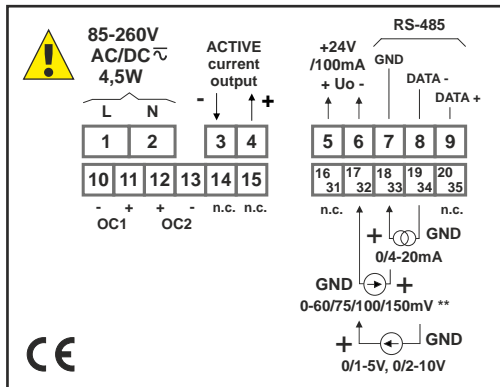 85-260V
AC/DC
4,5W
L N
ACTIVE
current
output
- +
+24V
/100mA
+ Uo -
RS-485
GND
DATA -
DATA +
1 2 3 4 5 6 7 8 9
10 11 12 13 14 15 16 31 17 32 18 33 19 34 20 35
- + + - n.c. n.c. n.c. n.c.
OC1 OC2
+ GND
0/4-20mA
GND +
0-60/75/100/150mV **
+ GND
0/1-5V, 0/2-10V
CE